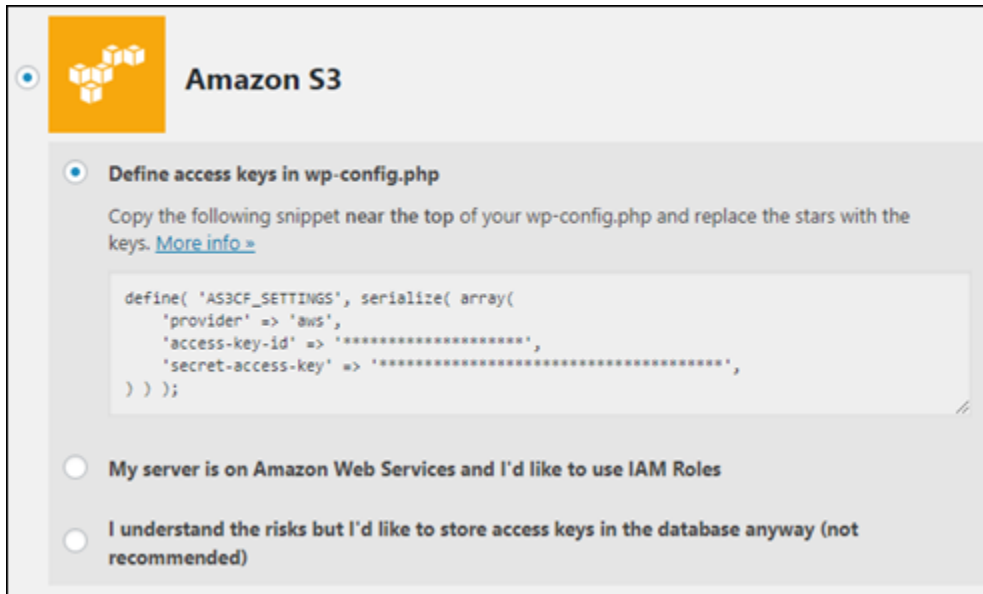 Amazon S3
Define access keys in wp-config.php
Copy the following snippet near the top of your wp-config.php and replace the stars with the
keys. More info »
define( 'AS3CF_SETTINGS', serialize( array(
    'provider' => 'aws',
    'access-key-id' => '********************',
    'secret-access-key' => '**************************************',
) ) );
My server is on Amazon Web Services and I'd like to use IAM Roles
I understand the risks but I'd like to store access keys in the database anyway (not
recommended)